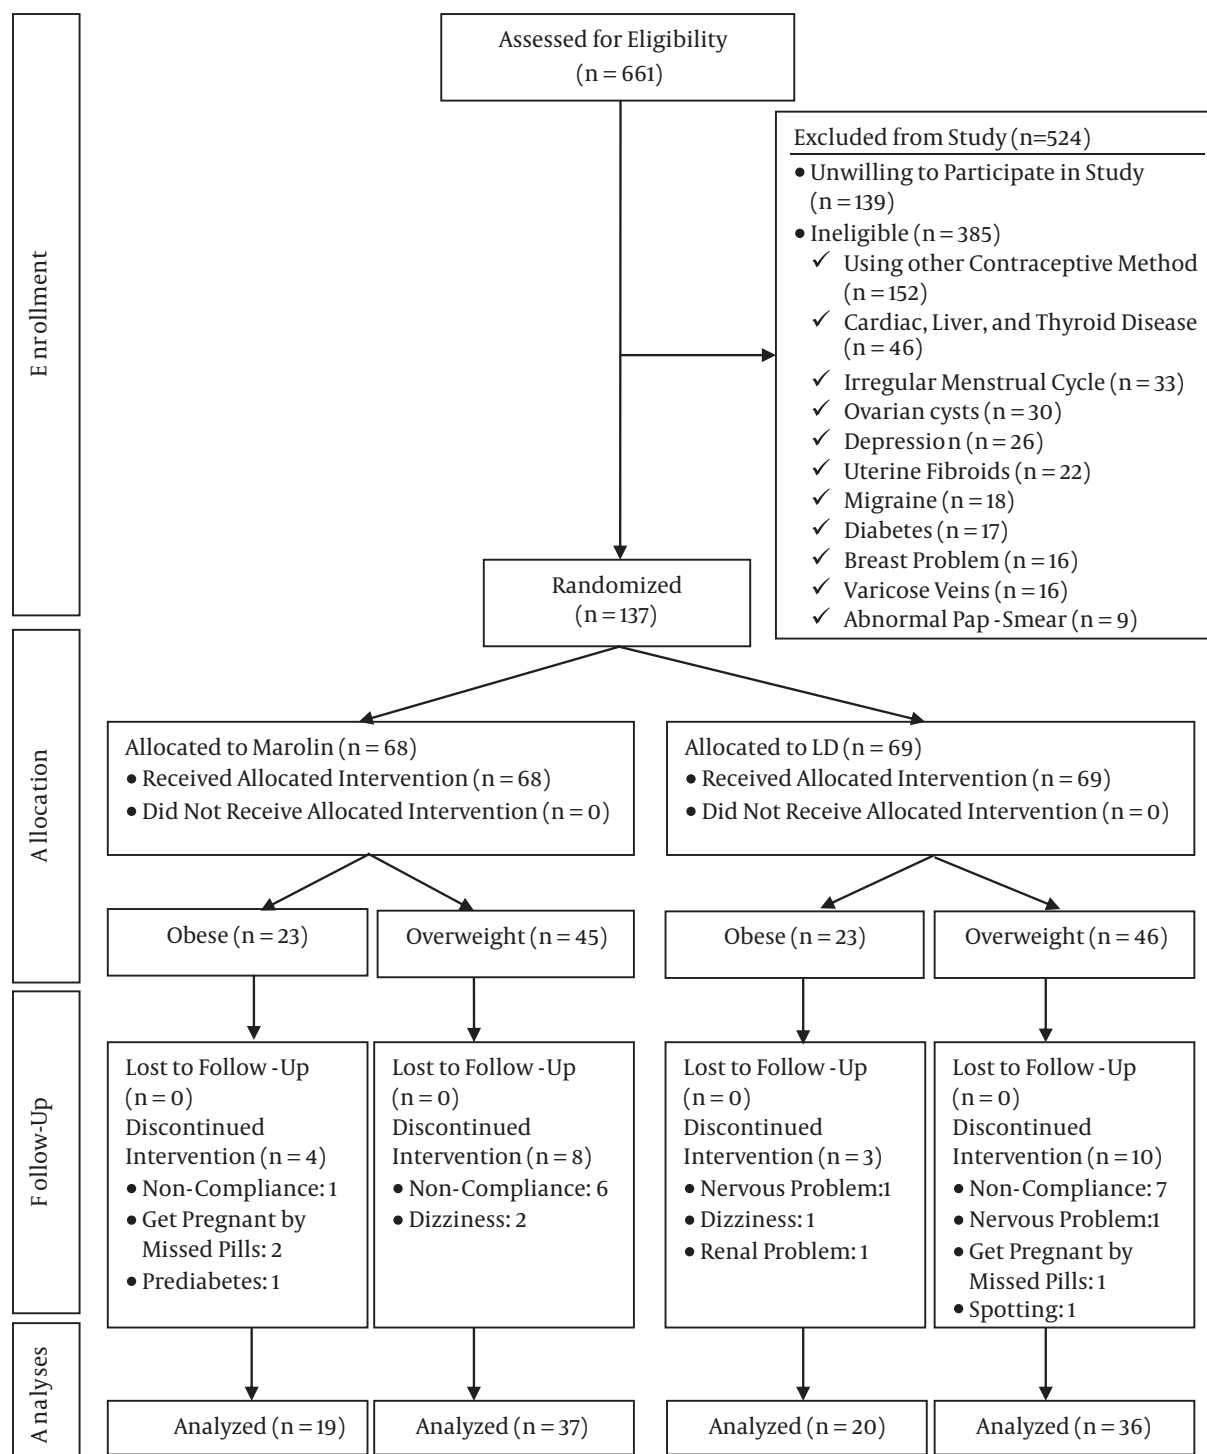 Enrollment
Assessed for Eligibility
(n = 661)
Excluded from Study (n=524)
• Unwilling to Participate in Study
(n = 139)
• Ineligible (n = 385)
✓ Using other Contraceptive Method
(n = 152)
✓ Cardiac, Liver, and Thyroid Disease
(n = 46)
✓ Irregular Menstrual Cycle (n = 33)
✓ Ovarian cysts (n = 30)
✓ Depression (n = 26)
✓ Uterine Fibroids (n = 22)
✓ Migraine (n = 18)
✓ Diabetes (n = 17)
✓ Breast Problem (n = 16)
✓ Varicose Veins (n = 16)
✓ Abnormal Pap -Smear (n = 9)
Randomized
(n = 137)
Allocation
Allocated to Marolin (n = 68)
• Received Allocated Intervention (n = 68)
• Did Not Receive Allocated Intervention (n = 0)
Allocated to LD (n = 69)
• Received Allocated Intervention (n = 69)
• Did Not Receive Allocated Intervention (n = 0)
Obese (n = 23)
Overweight (n = 45)
Obese (n = 23)
Overweight (n = 46)
Follow-Up
Lost to Follow -Up
(n = 0)
Discontinued
Intervention (n = 4)
• Non-Compliance: 1
• Get Pregnant by
Missed Pills: 2
• Prediabetes: 1
Lost to Follow -Up
(n = 0)
Discontinued
Intervention (n = 8)
• Non-Compliance: 6
• Dizziness: 2
Lost to Follow -Up
(n = 0)
Discontinued
Intervention (n = 3)
• Nervous Problem:1
• Dizziness: 1
• Renal Problem: 1
Lost to Follow -Up
(n = 0)
Discontinued
Intervention (n = 10)
• Non-Compliance: 7
• Nervous Problem:1
• Get Pregnant by
Missed Pills: 1
• Spotting: 1
Analyses
Analyzed (n = 19)
Analyzed (n = 37)
Analyzed (n = 20)
Analyzed (n = 36)